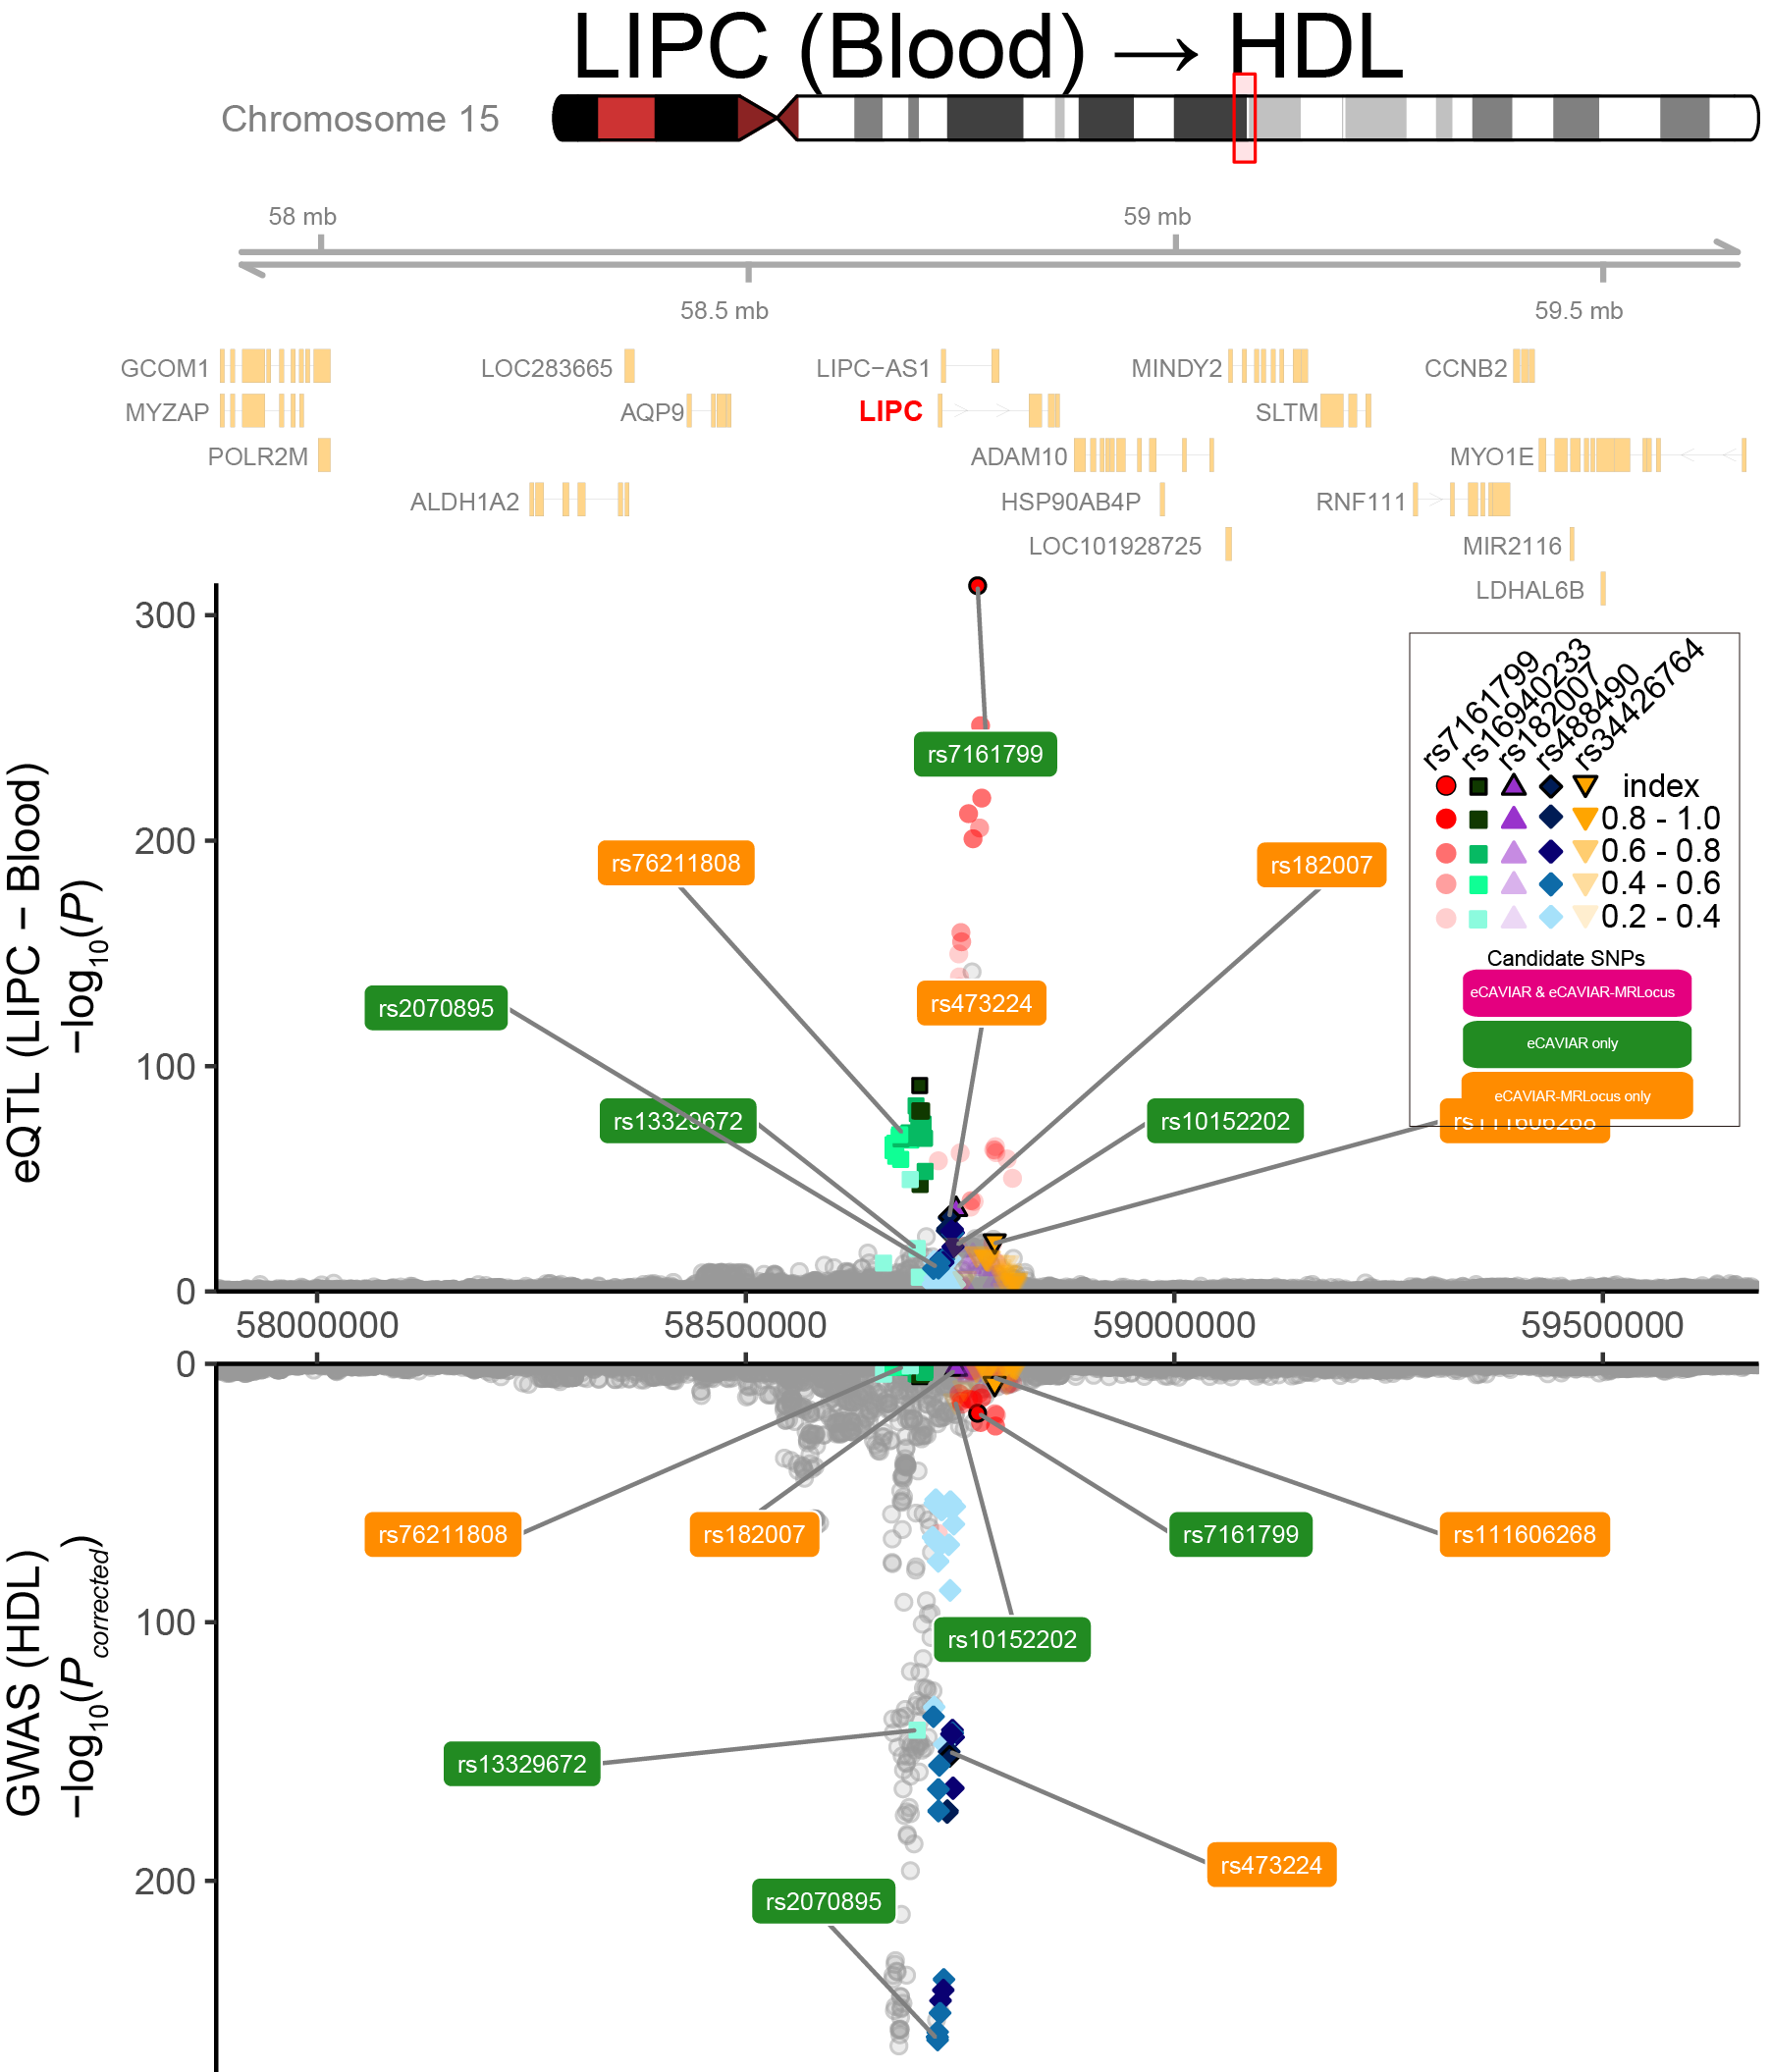 LIPC (Blood) → HDL
Chromosome 15
58 mb
59 mb
58.5 mb
59.5 mb
GCOM1
LOC283665
LIPC−AS1
MINDY2
CCNB2
MYZAP
AQP9
LIPC
SLTM
POLR2M
ADAM10
MYO1E
ALDH1A2
HSP90AB4P
RNF111
LOC101928725
MIR2116
LDHAL6B
eQTL (LIPC − Blood)
−log10(P)
300
200
100
0
rs7161799
rs76211808
rs182007
rs2070895
rs473224
rs13329672
rs10152202
rs111606268
rs7161799
rs16940233
rs182007
rs488490
rs34426764
index
0.8 - 1.0
0.6 - 0.8
0.4 - 0.6
0.2 - 0.4
Candidate SNPs
eCAVIAR & eCAVIAR-MRLocus
eCAVIAR only
eCAVIAR-MRLocus only
58000000
58500000
59000000
59500000
GWAS (HDL)
−log10(Pcorrected)
0
100
200
rs76211808
rs182007
rs7161799
rs111606268
rs10152202
rs13329672
rs473224
rs2070895